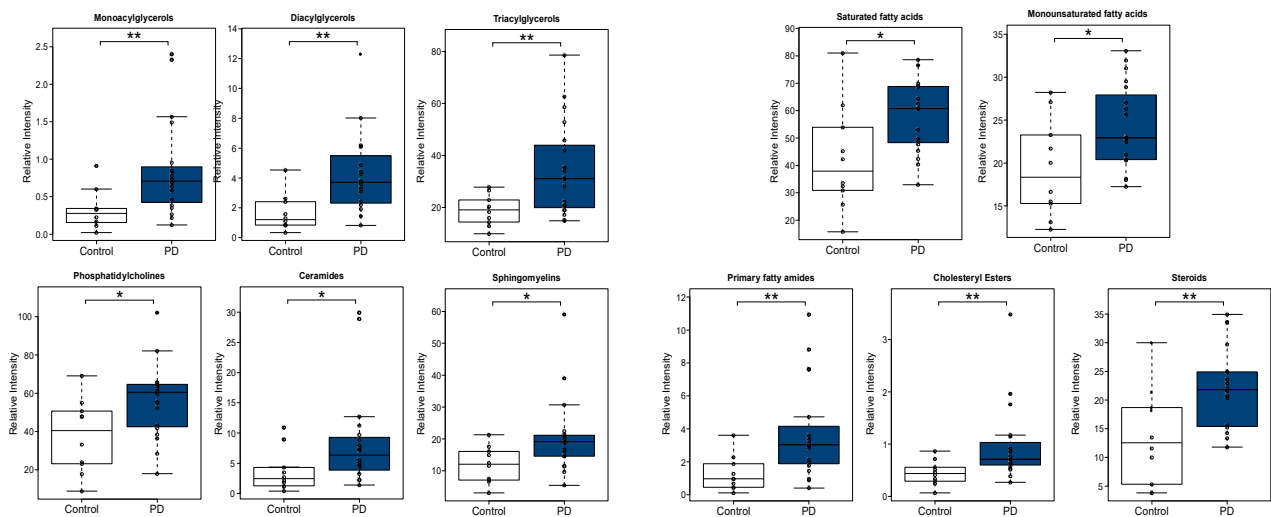 Monoacylglycerols
**
Relative Intensity
2.5
2.0
1.5
1.0
0.5
0.0
Control PD
Diacylglycerols
**
Relative Intensity
14
12
10
8
6
4
2
0
Control PD
Triacylglycerols
**
Relative Intensity
80
60
40
20
Control PD
Saturated fatty acids
*
Relative Intensity
90
80
70
60
50
40
30
20
Control PD
Monounsaturated fatty acids
*
Relative Intensity
35
30
25
20
15
Control PD
Phosphatidylcholines
*
Relative Intensity
100
80
60
40
20
Control PD
Ceramides
*
Relative Intensity
30
25
20
15
10
5
0
Control PD
Sphingomyelins
*
Relative Intensity
60
50
40
30
20
10
Control PD
Primary fatty amides
**
Relative Intensity
12
10
8
6
4
2
0
Control PD
Cholesteryl Esters
**
Relative Intensity
3
2
1
0
Control PD
Steroids
**
Relative Intensity
35
30
25
20
15
10
5
Control PD